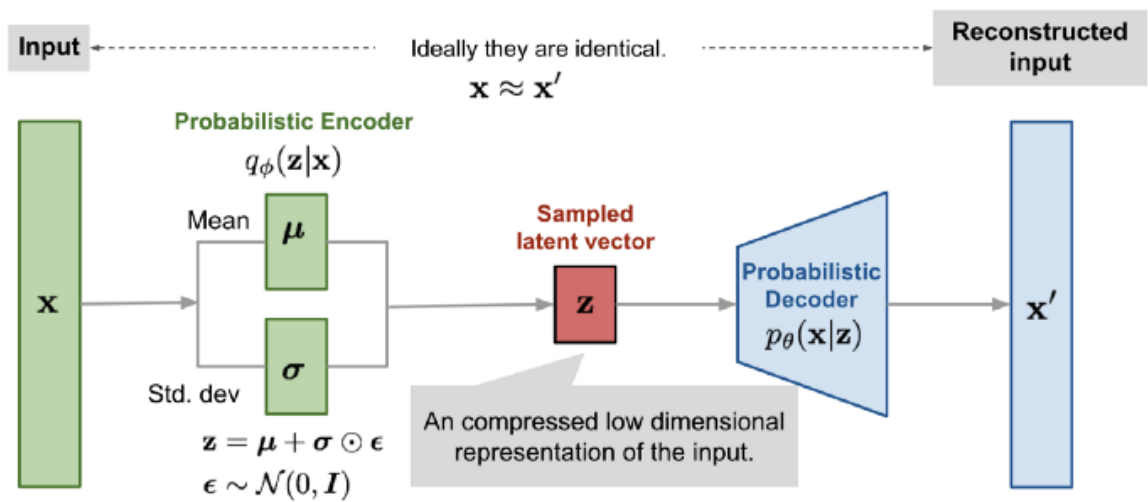 Input
Ideally they are identical.
x ≈ x′
Reconstructed
input
Probabilistic Encoder
qϕ(z|x)
Mean
μ
Sampled
latent vector
x
z
Probabilistic
Decoder
pθ(x|z)
x′
σ
Std. dev
z = μ + σ ⊙ ϵ
ϵ ∼ 𝒩(0, I)
An compressed low dimensional
representation of the input.